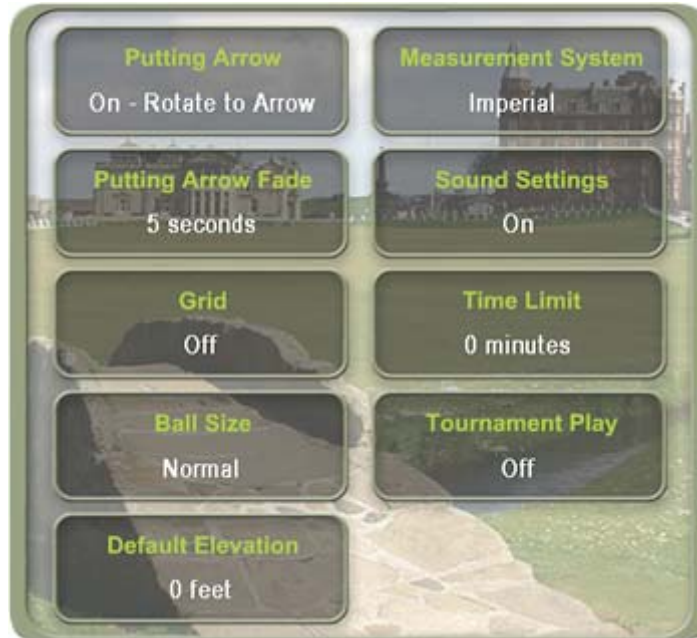 Putting Arrow
On - Rotate to Arrow
Measurement System
Imperial
Putting Arrow Fade
5 seconds
Sound Settings
On
Grid
Off
Time Limit
0 minutes
Ball Size
Normal
Tournament Play
Off
Default Elevation
0 feet